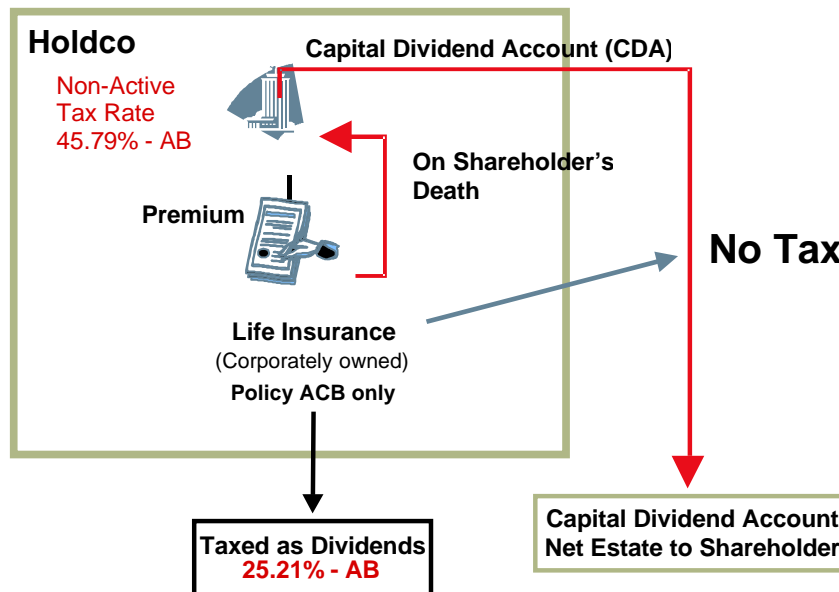 Holdco
Capital Dividend Account (CDA)
Non-Active
Tax Rate
45.79% - AB
On Shareholder's
Death
Premium
No Tax
Life Insurance
(Corporately owned)
Policy ACB only
Capital Dividend Account
Net Estate to Shareholder
Taxed as Dividends
25.21% - AB